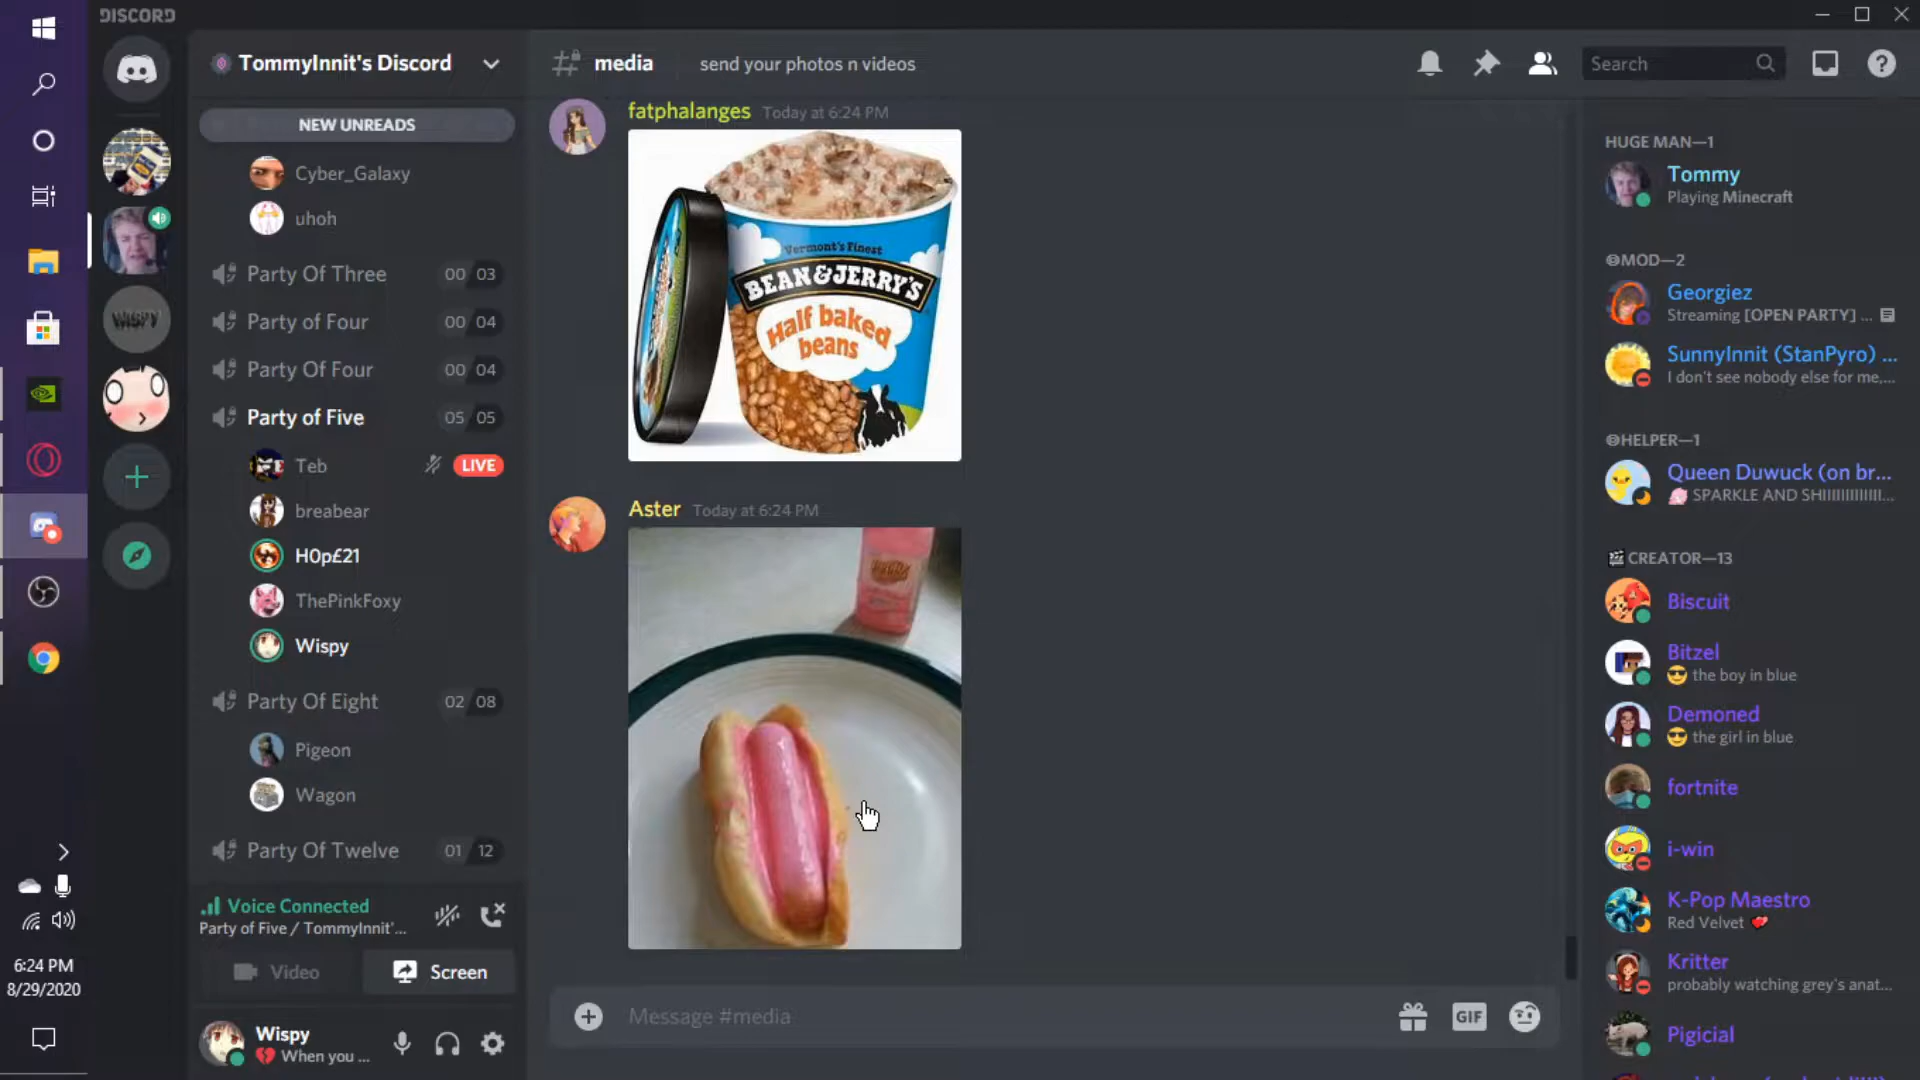 DISCORD
TommyInnit's Discord
media
send your photos n videos
Search
NEW UNREADS
Cyber_Galaxy
uhoh
Party Of Three 00 03
Party of Four 00 04
Party Of Four 00 04
Party of Five 05 05
Teb LIVE
breabear
H0p£21
ThePinkFoxy
Wispy
Party Of Eight 02 08
Pigeon
Wagon
Party Of Twelve 01 12
Voice Connected
Party of Five / TommyInnit'...
Video Screen
Wispy
When you ...
6:24 PM
8/29/2020
fatphalanges Today at 6:24 PM
Vermont's Finest
BEAN & JERRY'S
Half baked
beans
Aster Today at 6:24 PM
Message #media
GIF
HUGE MAN—1
Tommy
Playing Minecraft
MOD—2
Georgiez
Streaming [OPEN PARTY] ...
SunnyInnit (StanPyro) ...
I don't see nobody else for me,...
HELPER—1
Queen Duwuck (on br...
SPARKLE AND SHIIIIIIIIIIIII...
CREATOR—13
Biscuit
Bitzel
the boy in blue
Demoned
the girl in blue
fortnite
i-win
K-Pop Maestro
Red Velvet
Kritter
probably watching grey's anat...
Pigicial